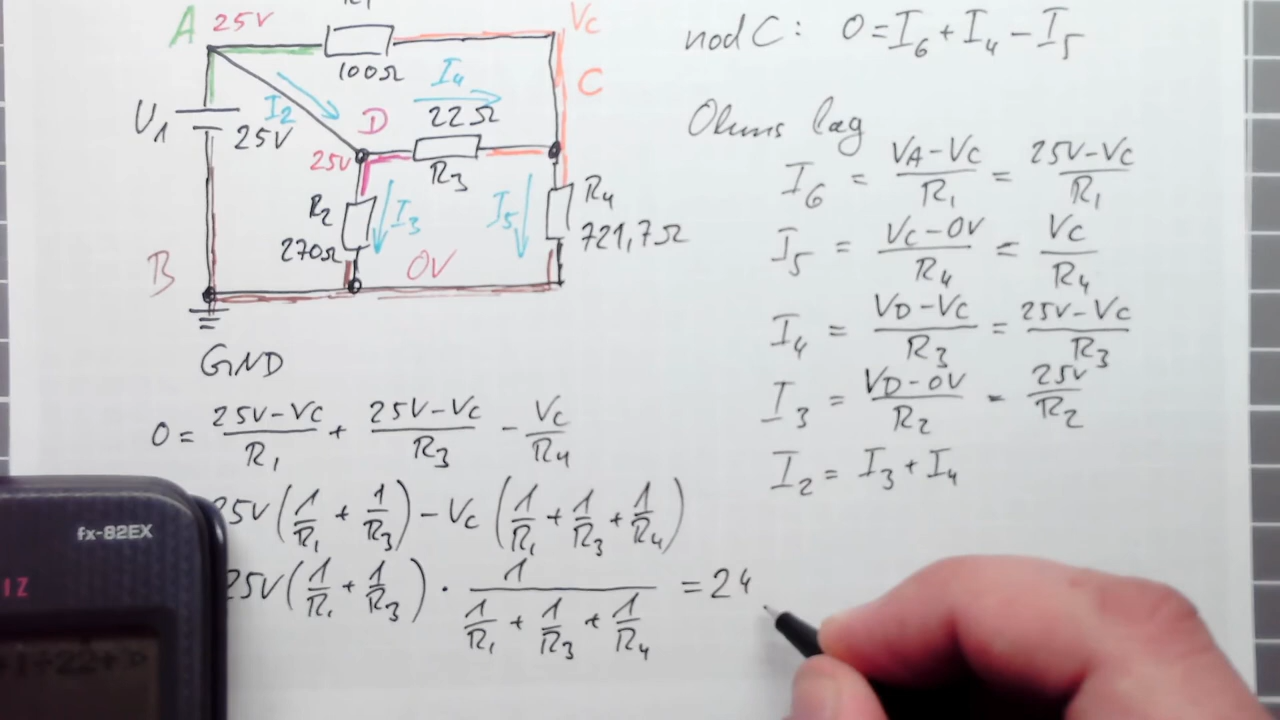 A 25V R1 VC
nod C: 0 = I6 + I4 - I5
100Ω I4 C
U1 25V I2 D 22Ω
Ohms lag
25V R3
I6 = VA-VC / R1 = 25V-VC / R1
R2 I3 I5 R4
270Ω 721,7Ω
I5 = VC-0V / R4 = VC / R4
B 0V
I4 = VD-VC / R3 = 25V-VC / R3
GND
I3 = VD-0V / R2 = 25V / R2
I2 = I3 + I4
0 = 25V-VC / R1 + 25V-VC / R3 - VC / R4
25V (1/R1 + 1/R3) - VC (1/R1 + 1/R3 + 1/R4)
25V (1/R1 + 1/R3) · 1 / (1/R1 + 1/R3 + 1/R4) = 24
fx-82EX
IZ
+1÷22+